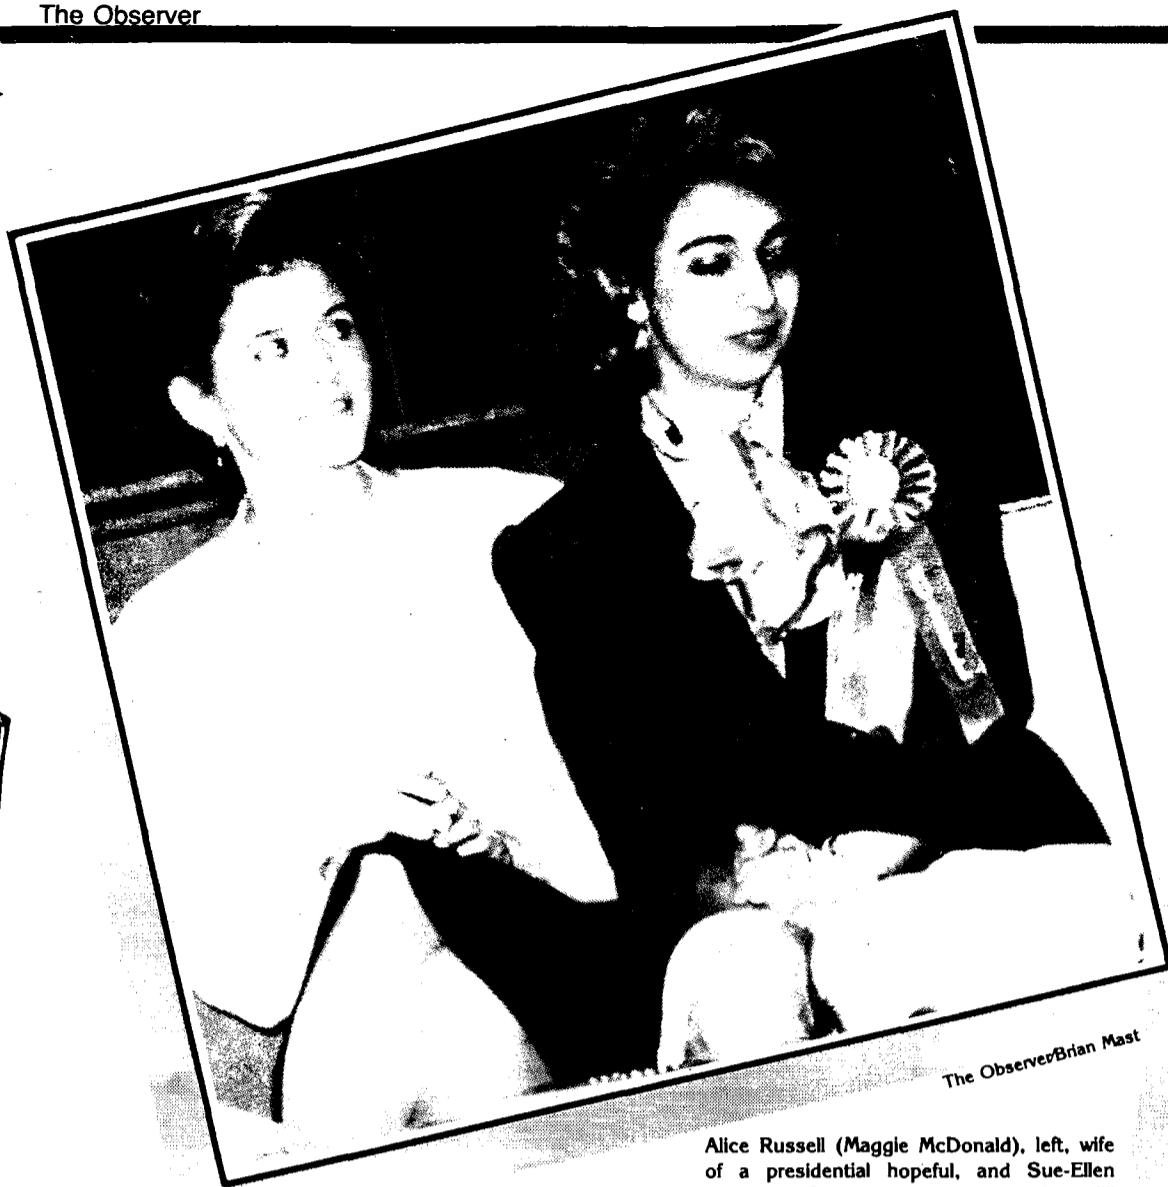 The Observer
The Observer/Brian Mast
Alice Russell (Maggie McDonald), left, wife
of a presidential hopeful, and Sue-Ellen